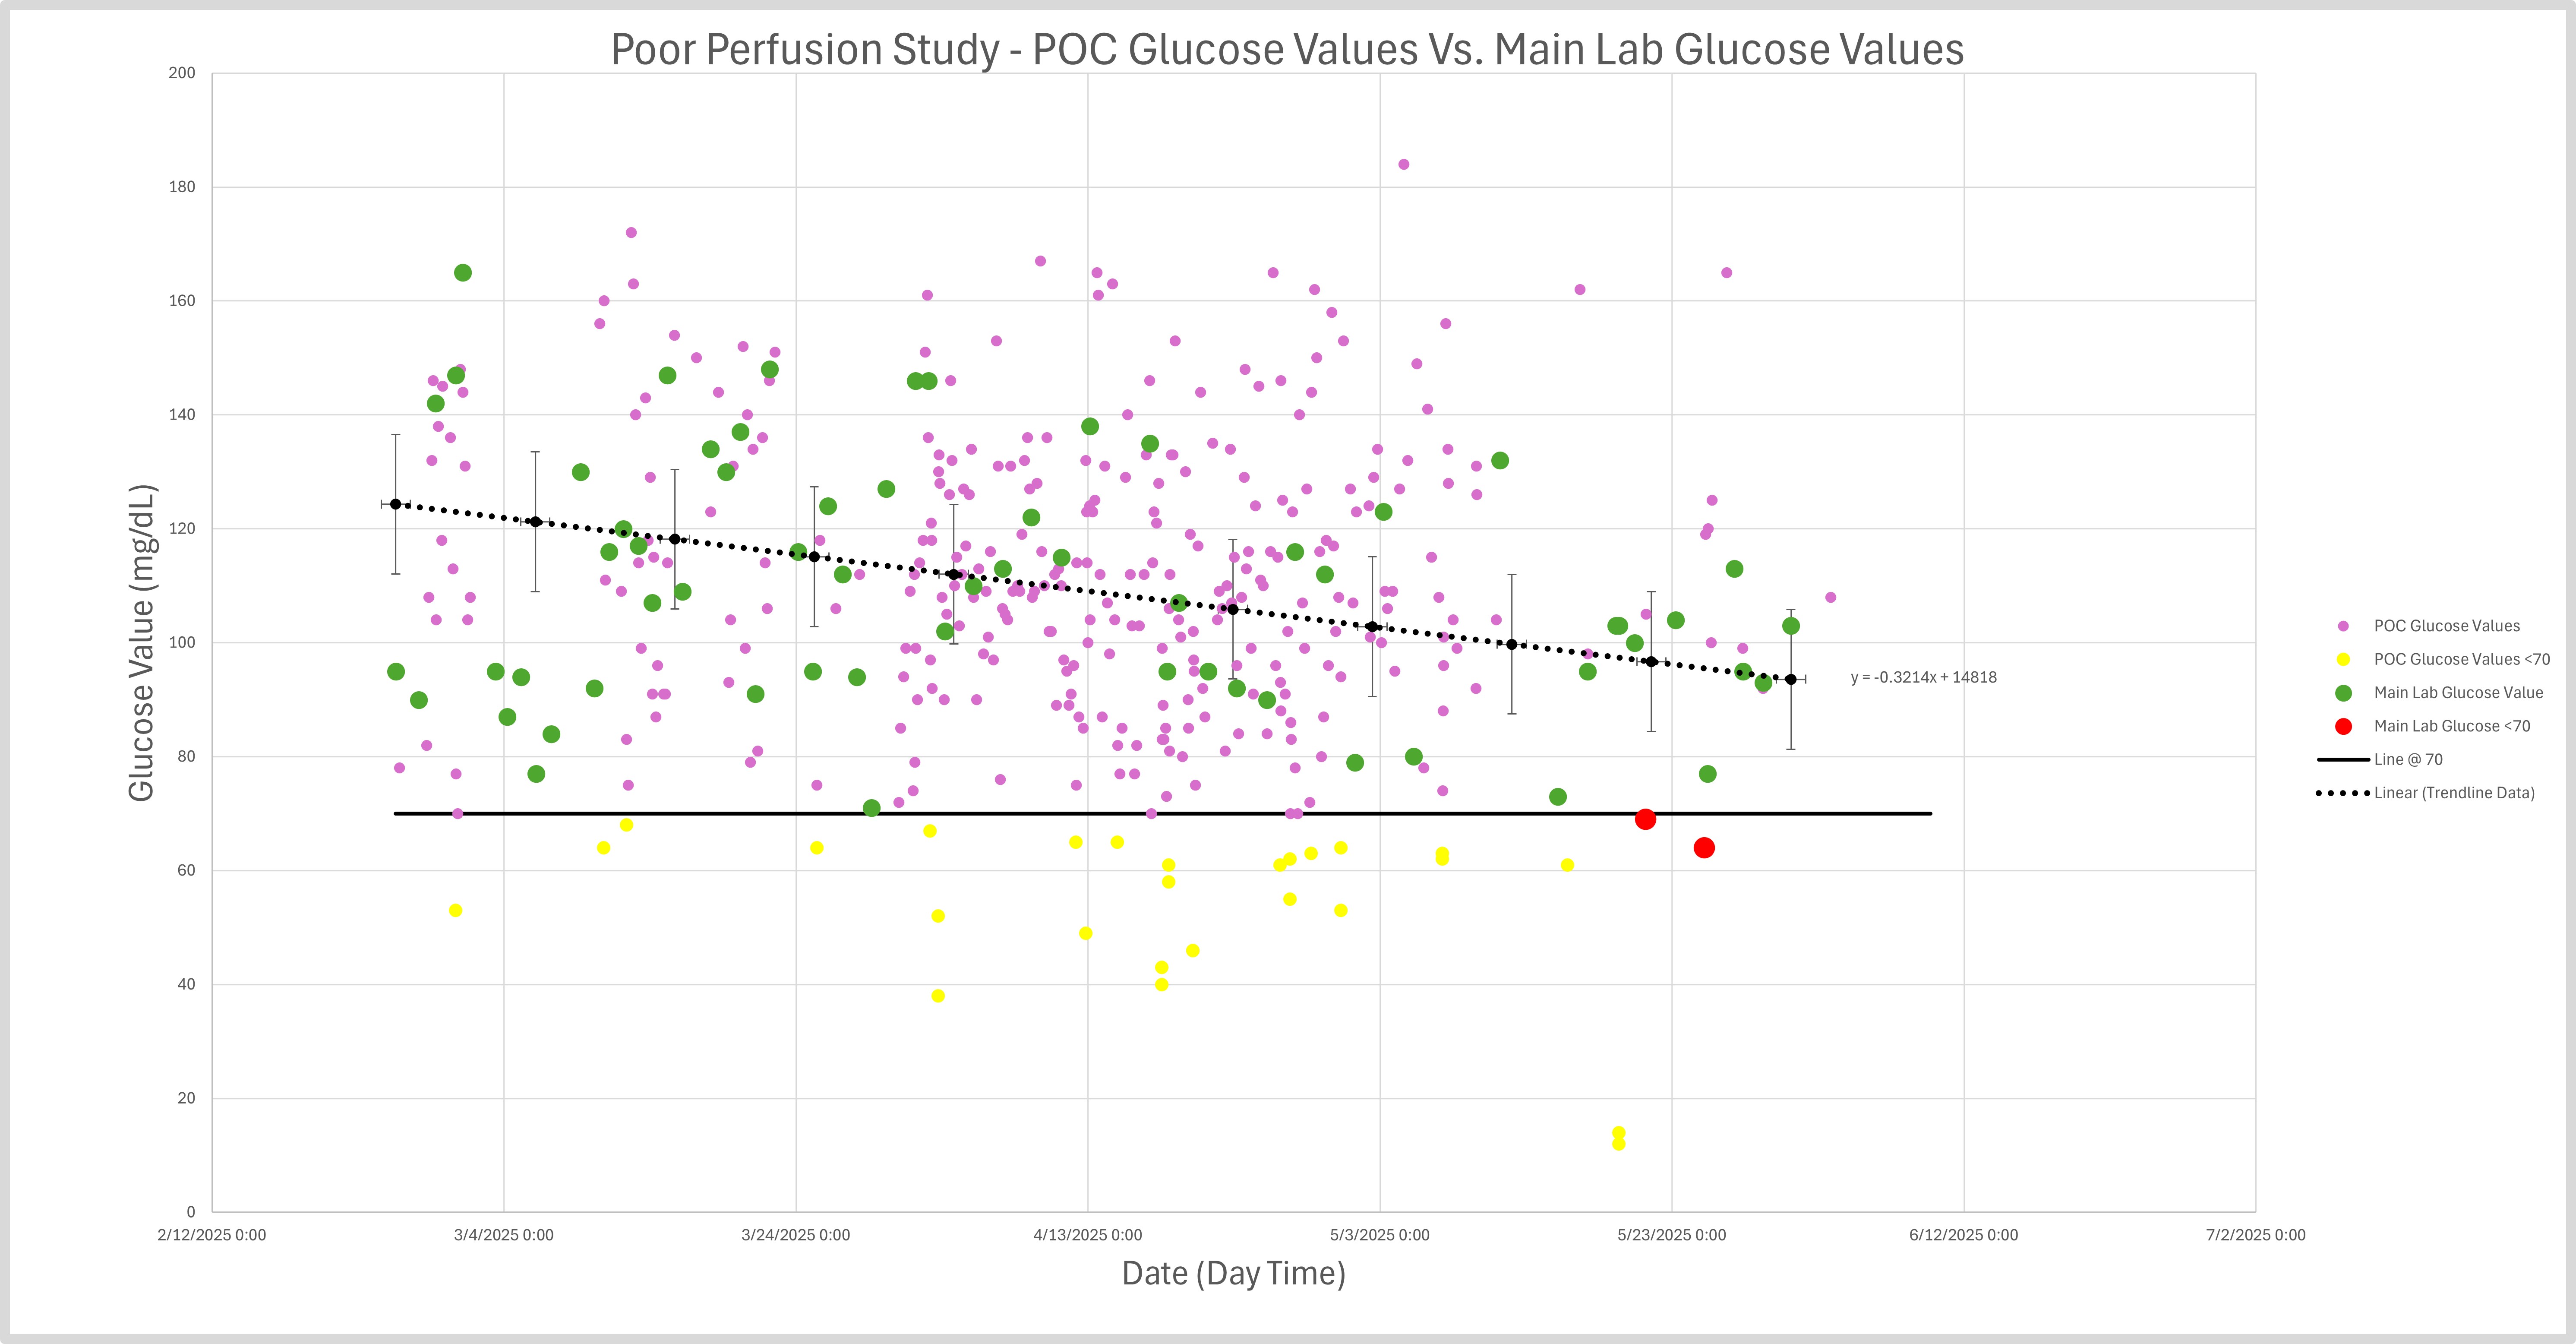 Poor Perfusion Study - POC Glucose Values Vs. Main Lab Glucose Values
200
180
160
140
120
100
80
60
40
20
0
Glucose Value (mg/dL)
2/12/2025 0:00
3/4/2025 0:00
3/24/2025 0:00
4/13/2025 0:00
5/3/2025 0:00
5/23/2025 0:00
6/12/2025 0:00
7/2/2025 0:00
Date (Day Time)
y = -0.3214x + 14818
POC Glucose Values
POC Glucose Values <70
Main Lab Glucose Value
Main Lab Glucose <70
Line @ 70
Linear (Trendline Data)